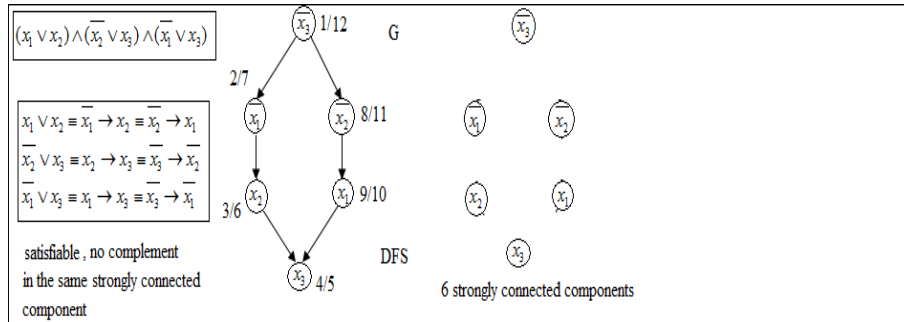 (x₁ ∨ x₂) ∧ (x̅₂ ∨ x₃) ∧ (x̅₁ ∨ x₃)
x₁ ∨ x₂ ≡ x̅₁ → x₂ ≡ x̅₂ → x₁
x̅₂ ∨ x₃ ≡ x₂ → x₃ ≡ x̅₃ → x̅₂
x̅₁ ∨ x₃ ≡ x₁ → x₃ ≡ x̅₃ → x̅₁
satisfiable , no complement
in the same strongly connected
component
x̅₃ 1/12
G
2/7
x̅₁
x̅₂ 8/11
3/6
x₂
x₁ 9/10
x₃ 4/5
DFS
x̅₃
x̅₁
x̅₂
x₂
x₁
x₃
6 strongly connected components